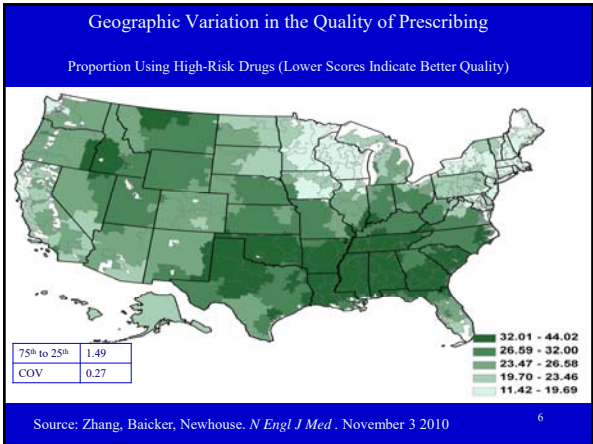 Geographic Variation in the Quality of Prescribing
Proportion Using High-Risk Drugs (Lower Scores Indicate Better Quality)
75th to 25th 1.49
COV 0.27
32.01 - 44.02
26.59 - 32.00
23.47 - 26.58
19.70 - 23.46
11.42 - 19.69
Source: Zhang, Baicker, Newhouse. N Engl J Med . November 3 2010
6